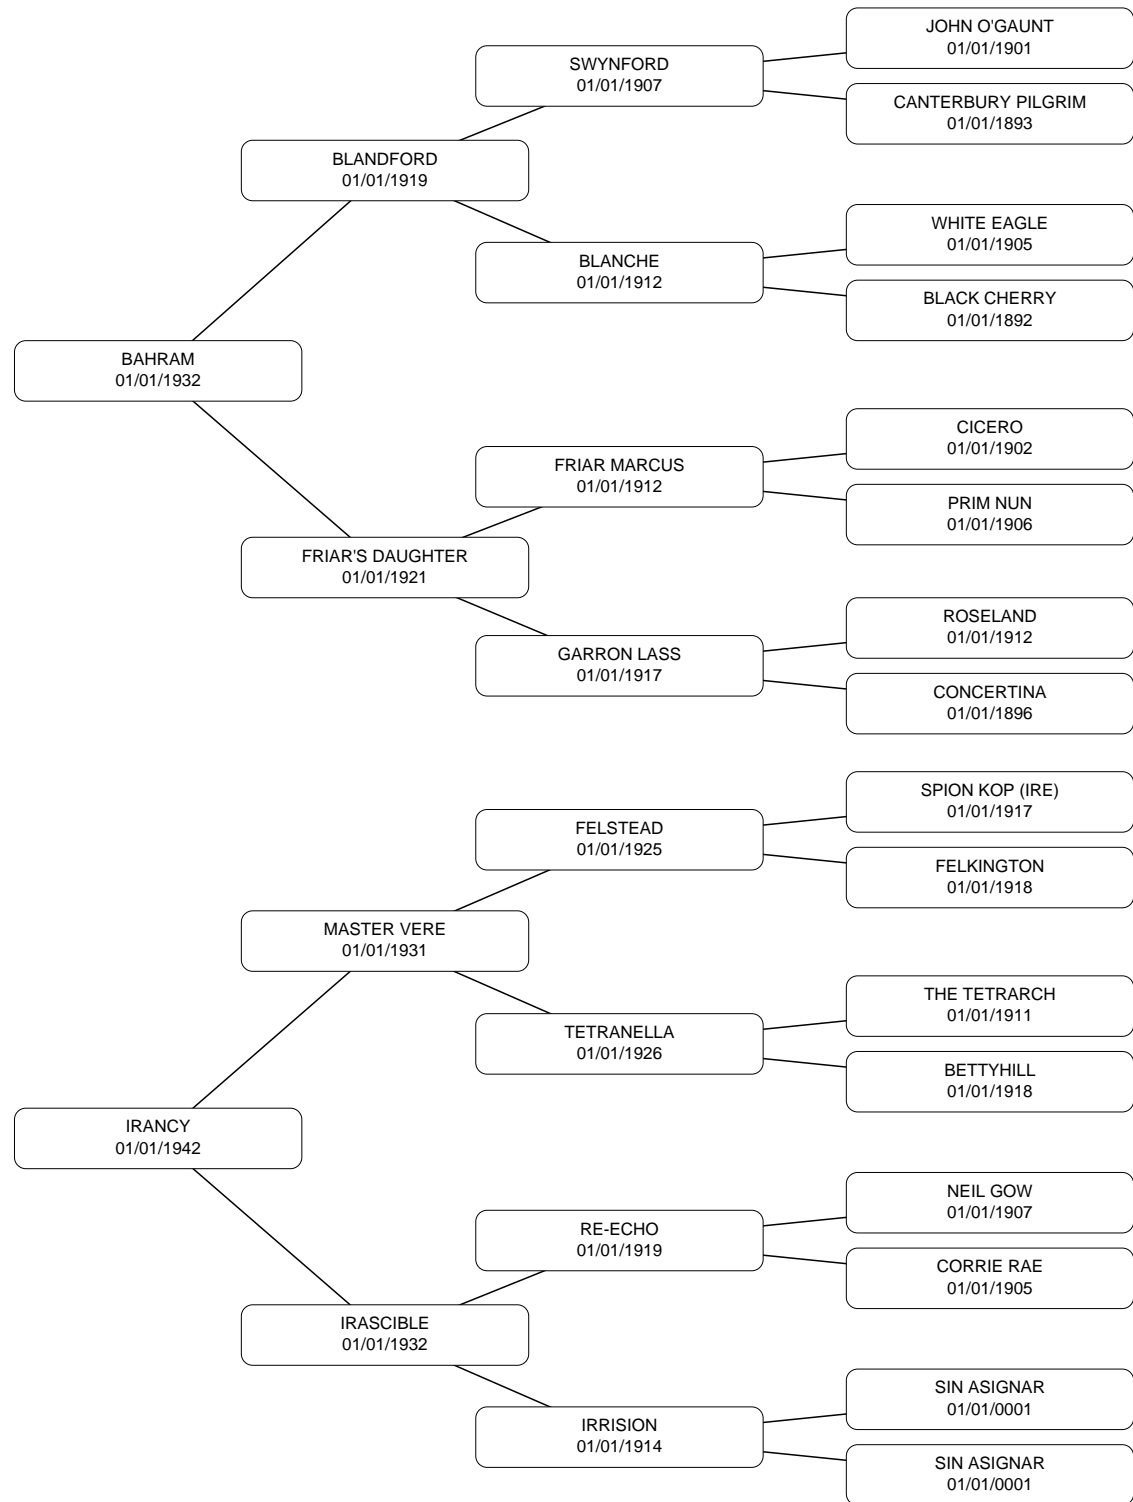 JOHN O'GAUNT
01/01/1901
SWYNFORD
01/01/1907
CANTERBURY PILGRIM
01/01/1893
BLANDFORD
01/01/1919
WHITE EAGLE
01/01/1905
BLANCHE
01/01/1912
BLACK CHERRY
01/01/1892
BAHRAM
01/01/1932
CICERO
01/01/1902
FRIAR MARCUS
01/01/1912
PRIM NUN
01/01/1906
FRIAR'S DAUGHTER
01/01/1921
ROSELAND
01/01/1912
GARRON LASS
01/01/1917
CONCERTINA
01/01/1896
SPION KOP (IRE)
01/01/1917
FELSTEAD
01/01/1925
FELKINGTON
01/01/1918
MASTER VERE
01/01/1931
THE TETRARCH
01/01/1911
TETRANELLA
01/01/1926
BETTYHILL
01/01/1918
IRANCY
01/01/1942
NEIL GOW
01/01/1907
RE-ECHO
01/01/1919
CORRIE RAE
01/01/1905
IRASCIBLE
01/01/1932
SIN ASIGNAR
01/01/0001
IRRISION
01/01/1914
SIN ASIGNAR
01/01/0001